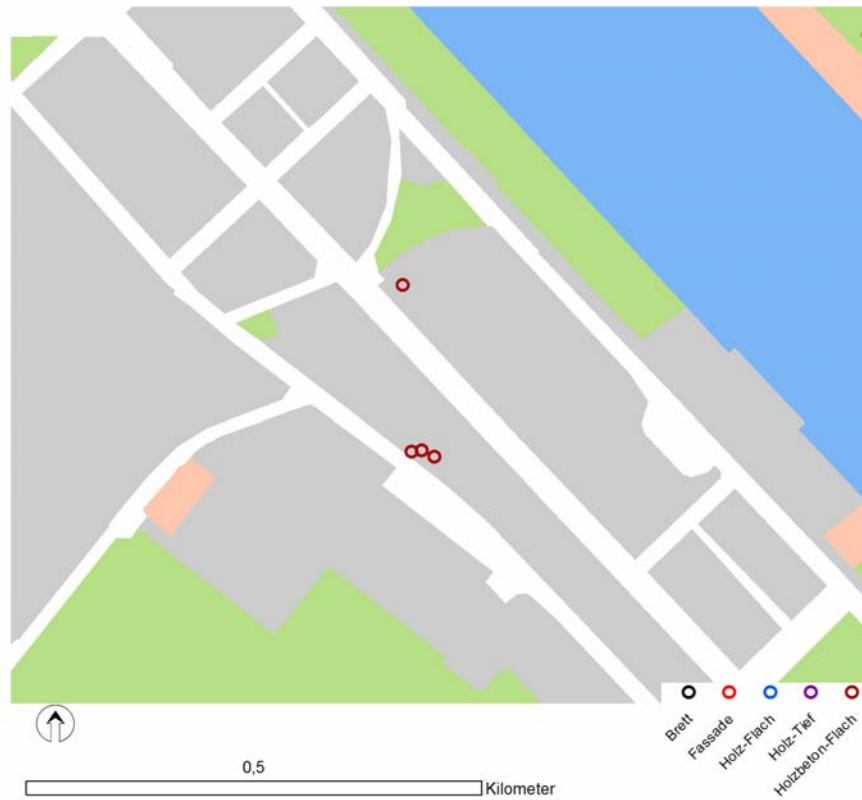 Brett
Fassade
Holz-Flach
Holz-Tief
Holzbeton-Flach
0,5
Kilometer